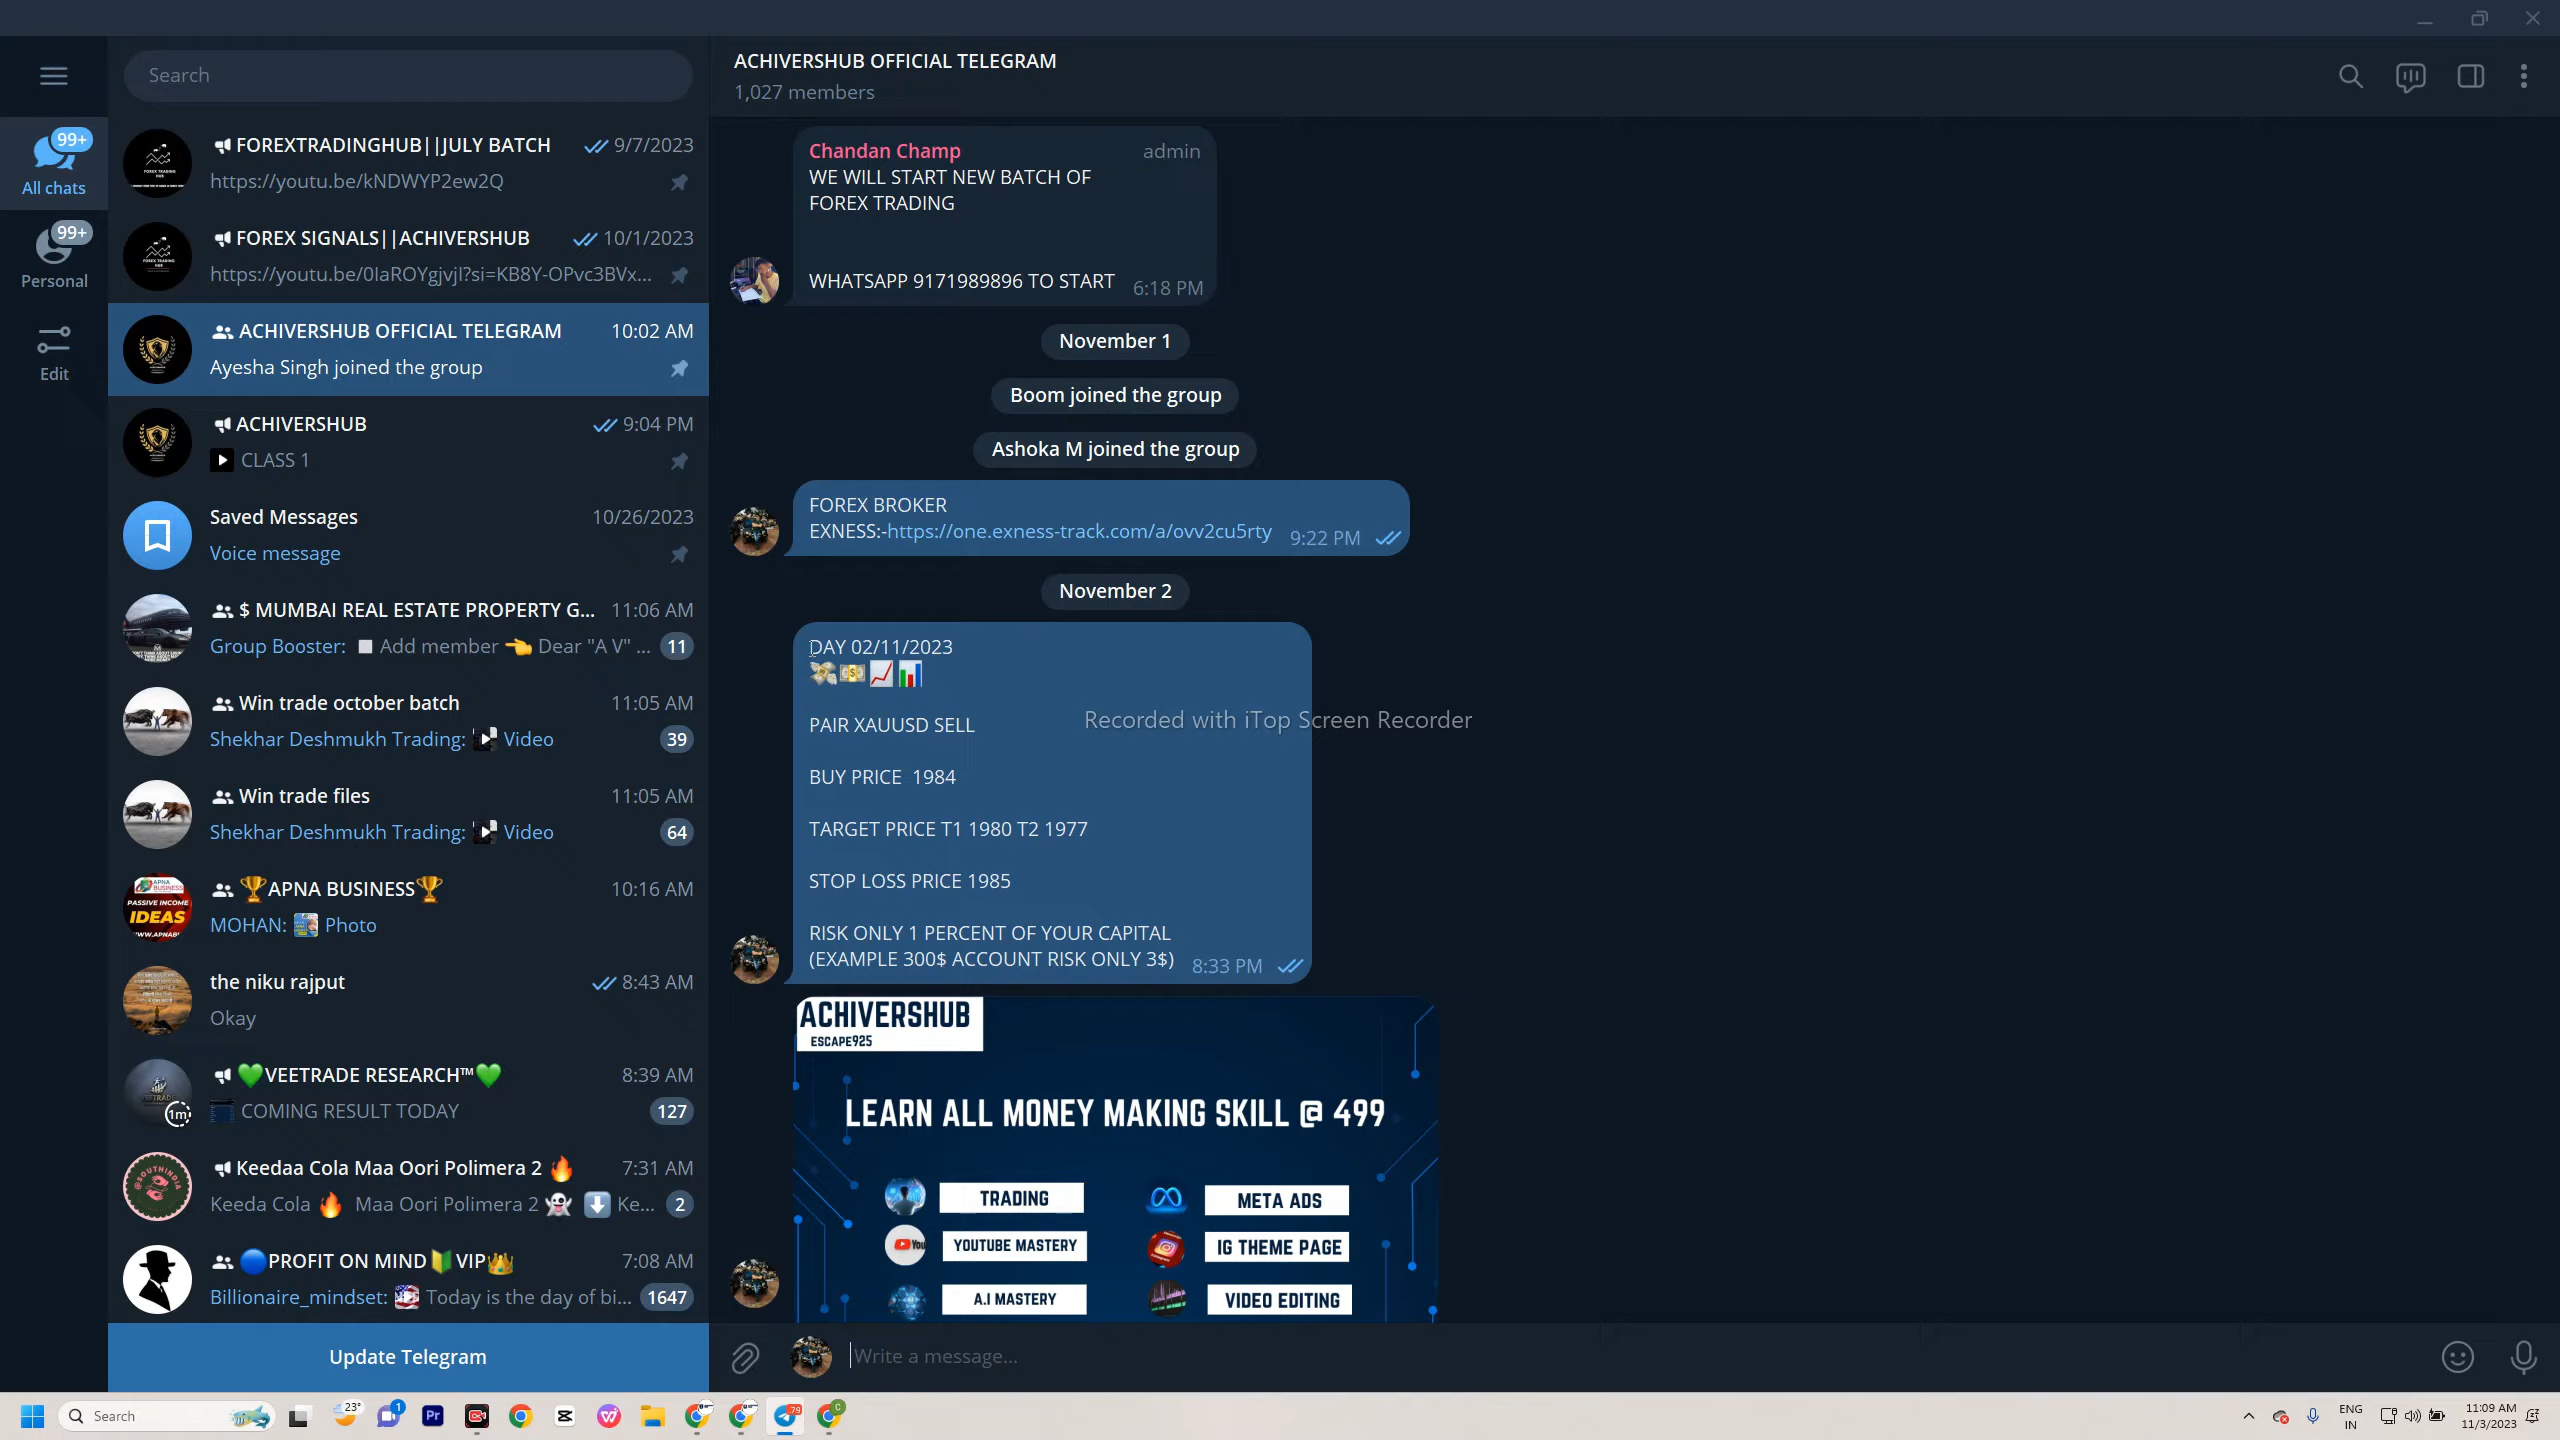 Search
ACHIVERSHUB OFFICIAL TELEGRAM
1,027 members
99+
All chats
99+
Personal
Edit
FOREXTRADINGHUB||JULY BATCH
9/7/2023
https://youtu.be/kNDWYP2ew2Q
FOREX SIGNALS||ACHIVERSHUB
10/1/2023
https://youtu.be/0IaROYgjvjI?si=KB8Y-OPvc3BVx...
ACHIVERSHUB OFFICIAL TELEGRAM
10:02 AM
Ayesha Singh joined the group
ACHIVERSHUB
9:04 PM
CLASS 1
Saved Messages
10/26/2023
Voice message
$ MUMBAI REAL ESTATE PROPERTY G...
11:06 AM
Group Booster: ◻️ Add member 👉 Dear "A V" ...
11
Win trade october batch
11:05 AM
Shekhar Deshmukh Trading: Video
39
Win trade files
11:05 AM
Shekhar Deshmukh Trading: Video
64
🏆APNA BUSINESS🏆
10:16 AM
MOHAN: Photo
PASSIVE INCOME
IDEAS
the niku rajput
8:43 AM
Okay
💚VEETRADE RESEARCH™💚
8:39 AM
COMING RESULT TODAY
127
1m
Keedaa Cola Maa Oori Polimera 2 🔥
7:31 AM
Keeda Cola 🔥 Maa Oori Polimera 2 👻 ⬇️ Ke...
2
🔵PROFIT ON MIND🔰VIP👑
7:08 AM
Billionaire_mindset: Today is the day of bi...
1647
Update Telegram
Chandan Champ
admin
WE WILL START NEW BATCH OF
FOREX TRADING
WHATSAPP 9171989896 TO START
6:18 PM
November 1
Boom joined the group
Ashoka M joined the group
FOREX BROKER
EXNESS:-https://one.exness-track.com/a/ovv2cu5rty
9:22 PM
November 2
DAY 02/11/2023
💸💵📈📊
PAIR XAUUSD SELL
BUY PRICE 1984
TARGET PRICE T1 1980 T2 1977
STOP LOSS PRICE 1985
RISK ONLY 1 PERCENT OF YOUR CAPITAL
(EXAMPLE 300$ ACCOUNT RISK ONLY 3$)
8:33 PM
Recorded with iTop Screen Recorder
ACHIVERSHUB
ESCAPE925
LEARN ALL MONEY MAKING SKILL @ 499
TRADING
META ADS
YOUTUBE MASTERY
IG THEME PAGE
A.I MASTERY
VIDEO EDITING
Write a message...
Search
23°
1
Pr
79
ENG
IN
11:09 AM
11/3/2023